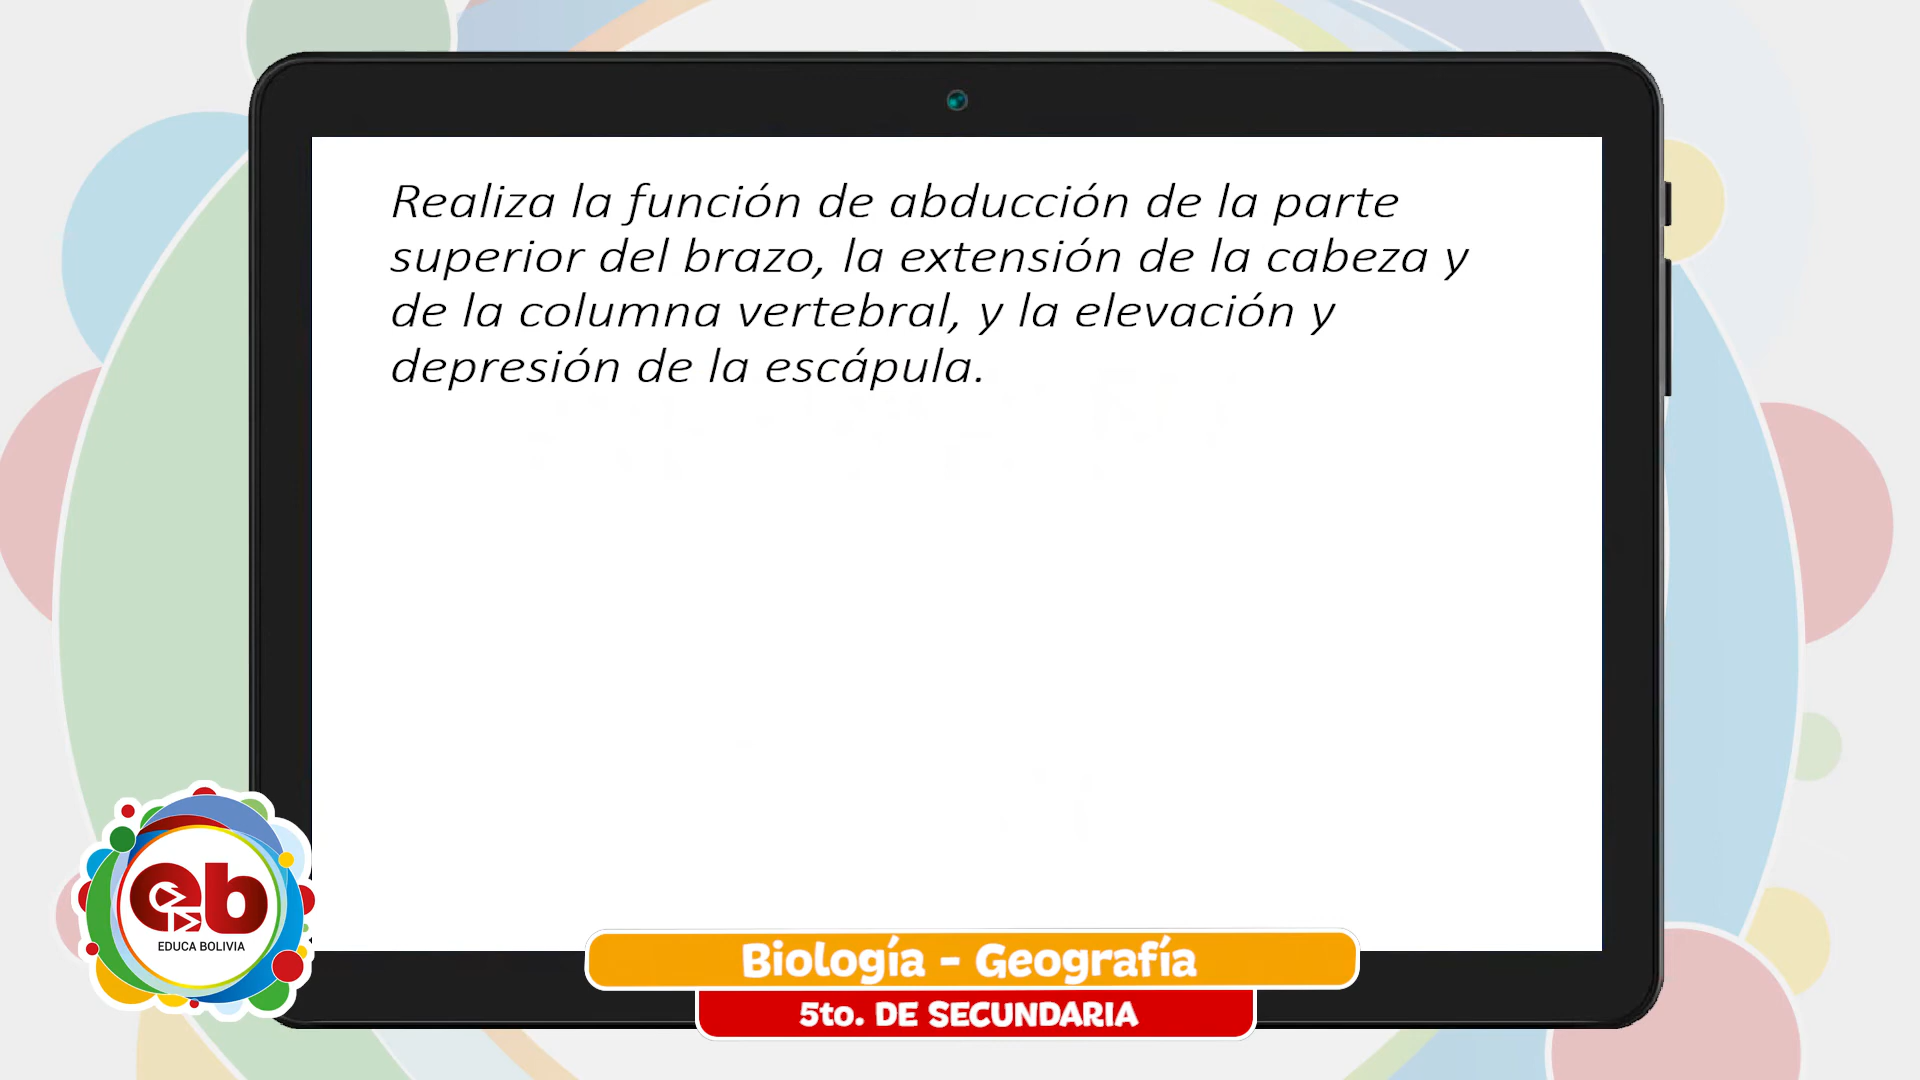 Realiza la función de abducción de la parte
superior del brazo, la extensión de la cabeza y
de la columna vertebral, y la elevación y
depresión de la escápula.
eb
EDUCA BOLIVIA
Biología - Geografía
5to. DE SECUNDARIA